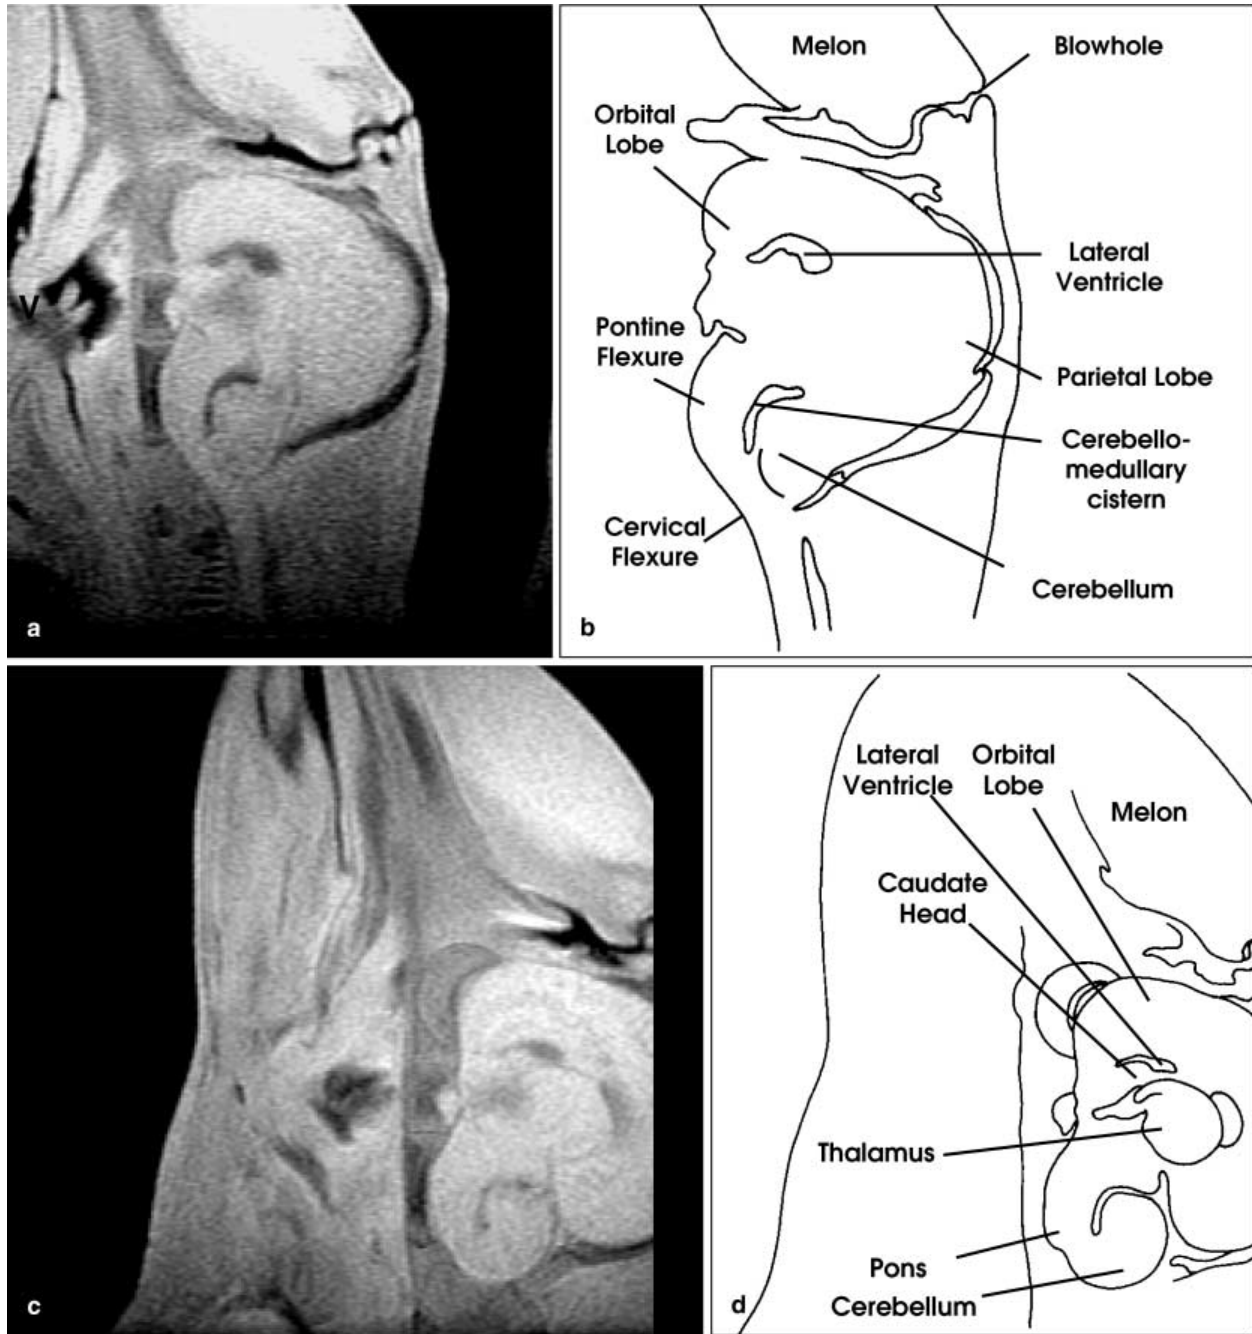 V
a
Melon
Blowhole
Orbital
Lobe
Lateral
Ventricle
Pontine
Flexure
Parietal Lobe
Cerebello-
medullary
cistern
Cervical
Flexure
Cerebellum
b
c
Lateral
Ventricle
Orbital
Lobe
Melon
Caudate
Head
Thalamus
Pons
Cerebellum
d